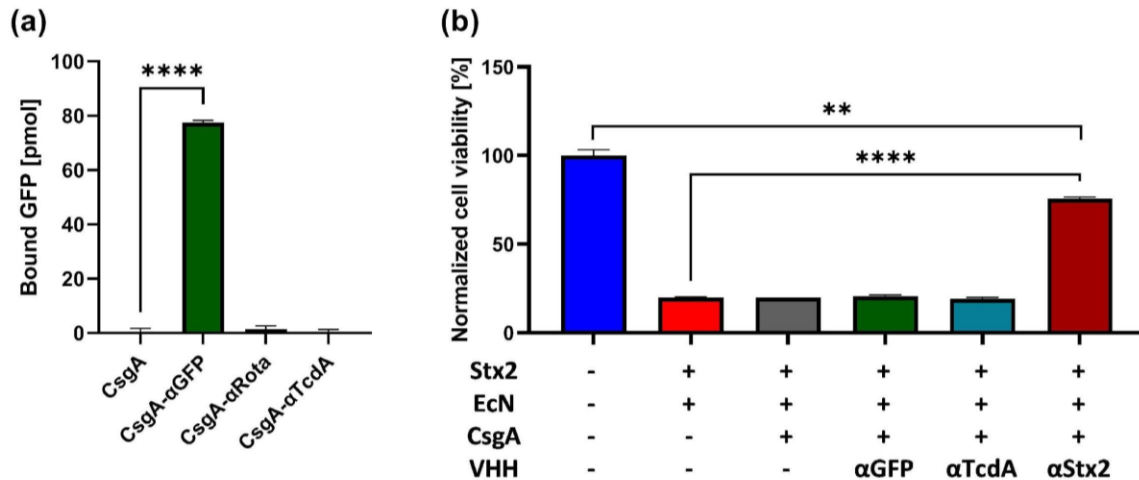 (a)
Bound GFP [pmol]
100
80
60
40
20
0
****
CsgA
CsgA-αGFP
CsgA-αRota
CsgA-αTcdA
(b)
Normalized cell viability [%]
150
100
50
0
**
****
Stx2 - + + + + +
EcN - + + + + +
CsgA - - + + + +
VHH - - - αGFP αTcdA αStx2